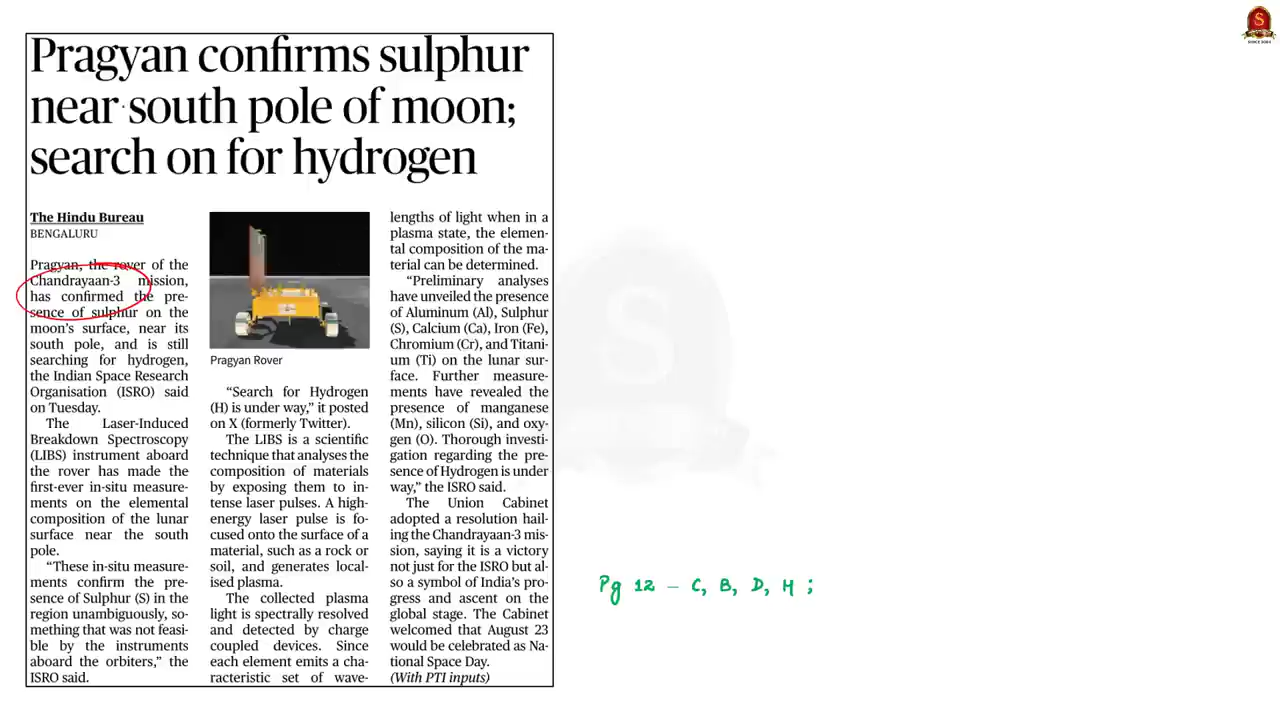 Pragyan confirms sulphur
near south pole of moon;
search on for hydrogen
The Hindu Bureau
BENGALURU
Pragyan, the rover of the
Chandrayaan-3 mission,
has confirmed the pre-
sence of sulphur on the
moon's surface, near its
south pole, and is still
searching for hydrogen,
the Indian Space Research
Organisation (ISRO) said
on Tuesday.
The Laser-Induced
Breakdown Spectroscopy
(LIBS) instrument aboard
the rover has made the
first-ever in-situ measure-
ments on the elemental
composition of the lunar
surface near the south
pole.
“These in-situ measure-
ments confirm the pre-
sence of Sulphur (S) in the
region unambiguously, so-
mething that was not feasi-
ble by the instruments
aboard the orbiters,” the
ISRO said.
Pragyan Rover
“Search for Hydrogen
(H) is under way,” it posted
on X (formerly Twitter).
The LIBS is a scientific
technique that analyses the
composition of materials
by exposing them to in-
tense laser pulses. A high-
energy laser pulse is fo-
cused onto the surface of a
material, such as a rock or
soil, and generates local-
ised plasma.
The collected plasma
light is spectrally resolved
and detected by charge
coupled devices. Since
each element emits a cha-
racteristic set of wave-
lengths of light when in a
plasma state, the elemen-
tal composition of the ma-
terial can be determined.
“Preliminary analyses
have unveiled the presence
of Aluminum (Al), Sulphur
(S), Calcium (Ca), Iron (Fe),
Chromium (Cr), and Titani-
um (Ti) on the lunar sur-
face. Further measure-
ments have revealed the
presence of manganese
(Mn), silicon (Si), and oxy-
gen (O). Thorough investi-
gation regarding the pre-
sence of Hydrogen is under
way,” the ISRO said.
The Union Cabinet
adopted a resolution hail-
ing the Chandrayaan-3 mis-
sion, saying it is a victory
not just for the ISRO but al-
so a symbol of India's pro-
gress and ascent on the
global stage. The Cabinet
welcomed that August 23
would be celebrated as Na-
tional Space Day.
(With PTI inputs)
Pg 12 – C, B, D, H ;
S
SINCE 2004
S